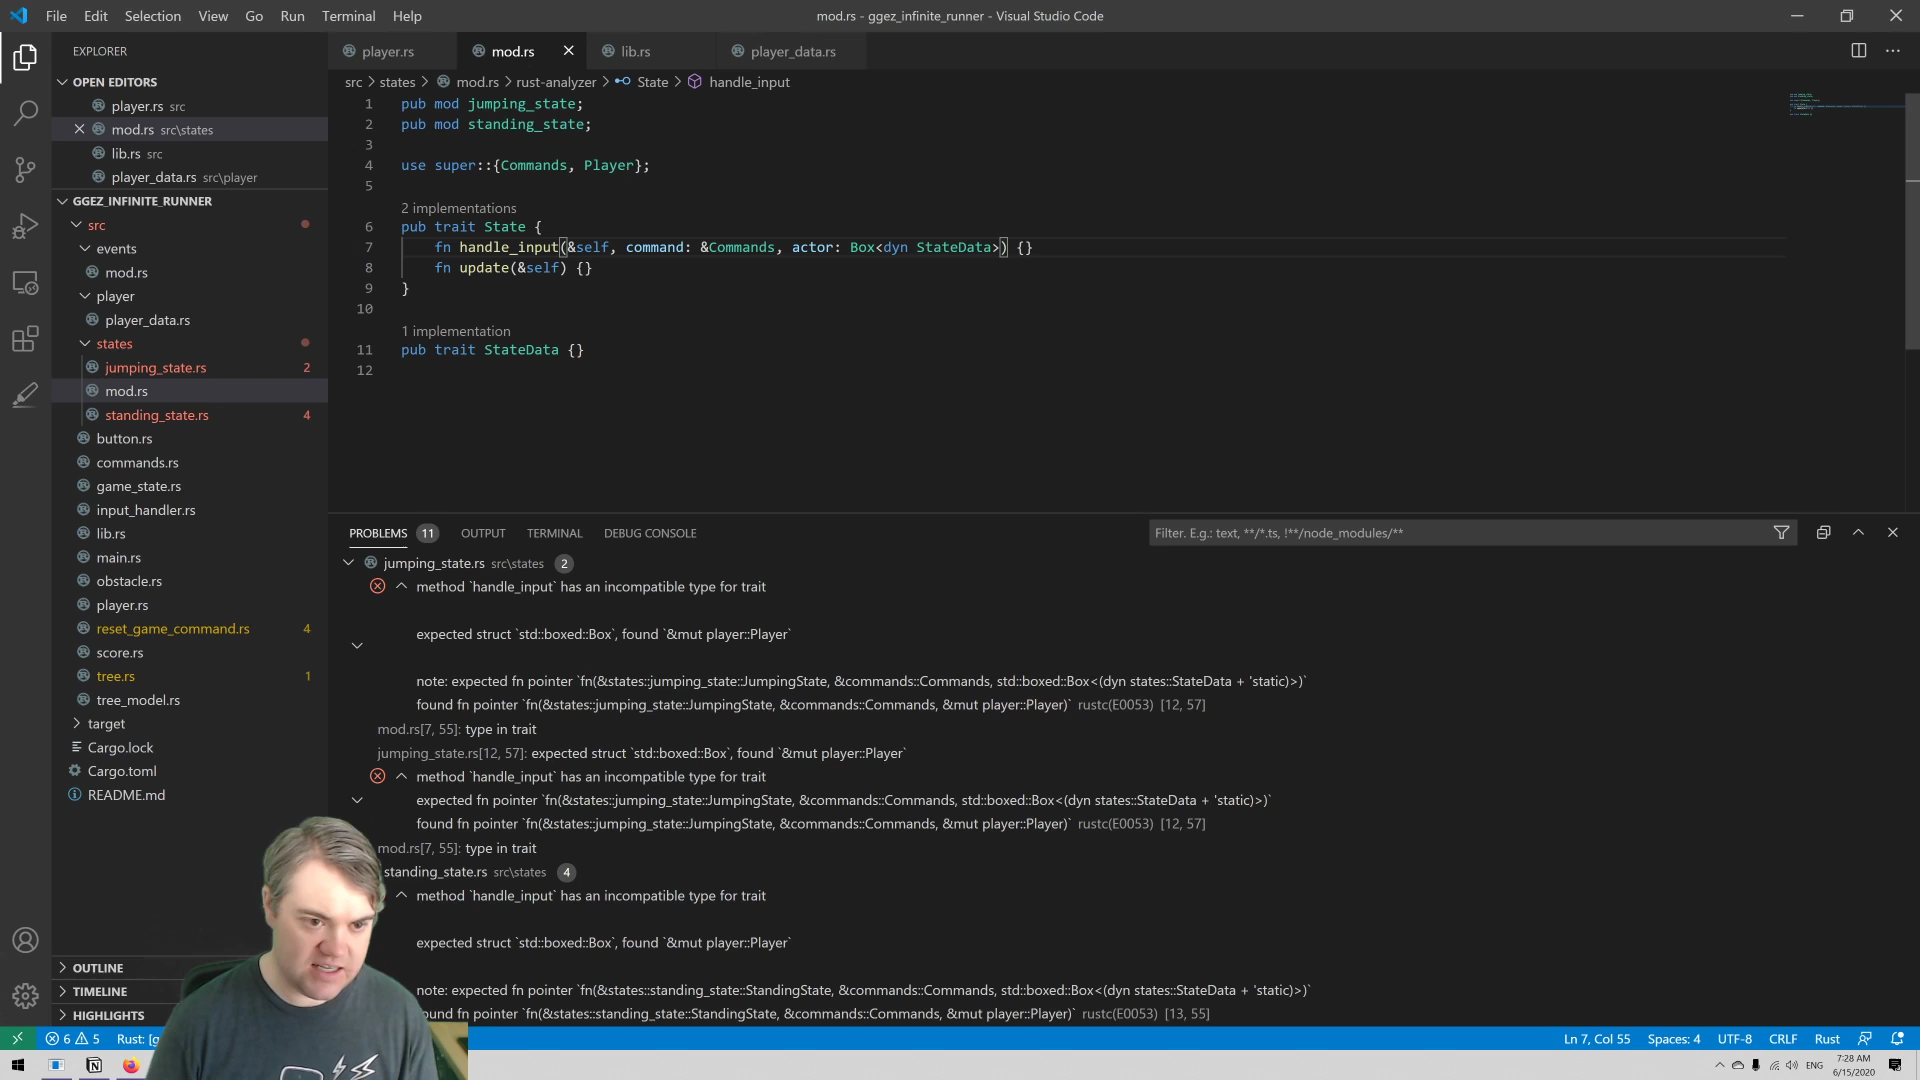 File Edit Selection View Go Run Terminal Help
mod.rs - ggez_infinite_runner - Visual Studio Code
EXPLORER
OPEN EDITORS
player.rs src
mod.rs src\states
lib.rs src
player_data.rs src\player
GGEZ_INFINITE_RUNNER
src
events
mod.rs
player
player_data.rs
states
jumping_state.rs 2
mod.rs
standing_state.rs 4
button.rs
commands.rs
game_state.rs
input_handler.rs
lib.rs
main.rs
obstacle.rs
player.rs
reset_game_command.rs 4
score.rs
tree.rs 1
tree_model.rs
target
Cargo.lock
Cargo.toml
README.md
OUTLINE
TIMELINE
HIGHLIGHTS
player.rs mod.rs lib.rs player_data.rs
src > states > mod.rs > rust-analyzer > State > handle_input
1 pub mod jumping_state;
2 pub mod standing_state;
3
4 use super::{Commands, Player};
5
2 implementations
6 pub trait State {
7 fn handle_input(&self, command: &Commands, actor: Box<dyn StateData>) {}
8 fn update(&self) {}
9 }
10
1 implementation
11 pub trait StateData {}
12
PROBLEMS 11 OUTPUT TERMINAL DEBUG CONSOLE
Filter. E.g.: text, **/*.ts, !**/node_modules/**
jumping_state.rs src\states 2
method `handle_input` has an incompatible type for trait
expected struct `std::boxed::Box`, found `&mut player::Player`
note: expected fn pointer `fn(&states::jumping_state::JumpingState, &commands::Commands, std::boxed::Box<(dyn states::StateData + 'static)>)`
found fn pointer `fn(&states::jumping_state::JumpingState, &commands::Commands, &mut player::Player)` rustc(E0053) [12, 57]
mod.rs[7, 55]: type in trait
jumping_state.rs[12, 57]: expected struct `std::boxed::Box`, found `&mut player::Player`
method `handle_input` has an incompatible type for trait
expected fn pointer `fn(&states::jumping_state::JumpingState, &commands::Commands, std::boxed::Box<(dyn states::StateData + 'static)>)`
found fn pointer `fn(&states::jumping_state::JumpingState, &commands::Commands, &mut player::Player)` rustc(E0053) [12, 57]
mod.rs[7, 55]: type in trait
standing_state.rs src\states 4
method `handle_input` has an incompatible type for trait
expected struct `std::boxed::Box`, found `&mut player::Player`
note: expected fn pointer `fn(&states::standing_state::StandingState, &commands::Commands, std::boxed::Box<(dyn states::StateData + 'static)>)`
found fn pointer `fn(&states::standing_state::StandingState, &commands::Commands, &mut player::Player)` rustc(E0053) [13, 55]
6 5 Rust:
Ln 7, Col 55 Spaces: 4 UTF-8 CRLF Rust
ENG
7:28 AM
6/15/2020